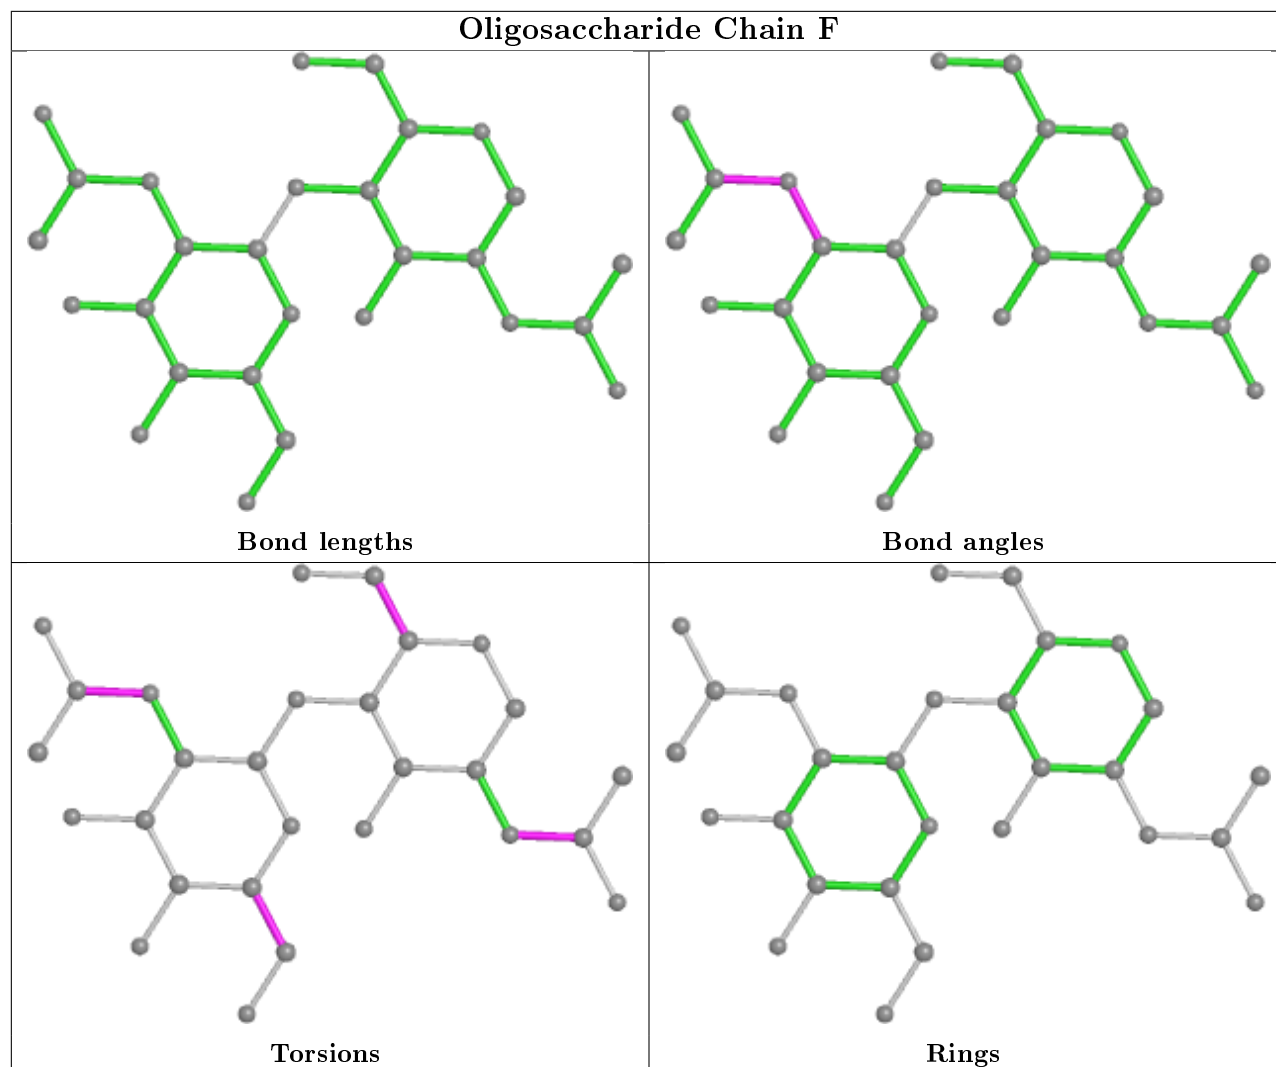 Oligosaccharide Chain F
Bond lengths
Bond angles
Torsions
Rings